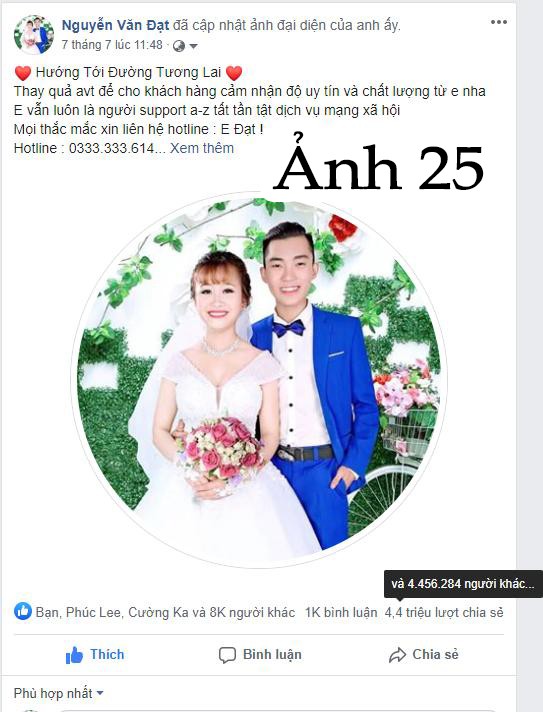 Nguyễn Văn Đạt đã cập nhật ảnh đại diện của anh ấy.
7 tháng 7 lúc 11:48 ·
Hướng Tới Đường Tương Lai
Thay quả avt để cho khách hàng cảm nhận độ uy tín và chất lượng từ e nha
E vẫn luôn là người support a-z tất tần tật dịch vụ mạng xã hội
Mọi thắc mắc xin liên hệ hotline : E Đạt !
Hotline : 0333.333.614... Xem thêm
Ảnh 25
và 4.456.284 người khác...
Bạn, Phúc Lee, Cường Ka và 8K người khác 1K bình luận 4,4 triệu lượt chia sẻ
Thích Bình luận Chia sẻ
Phù hợp nhất